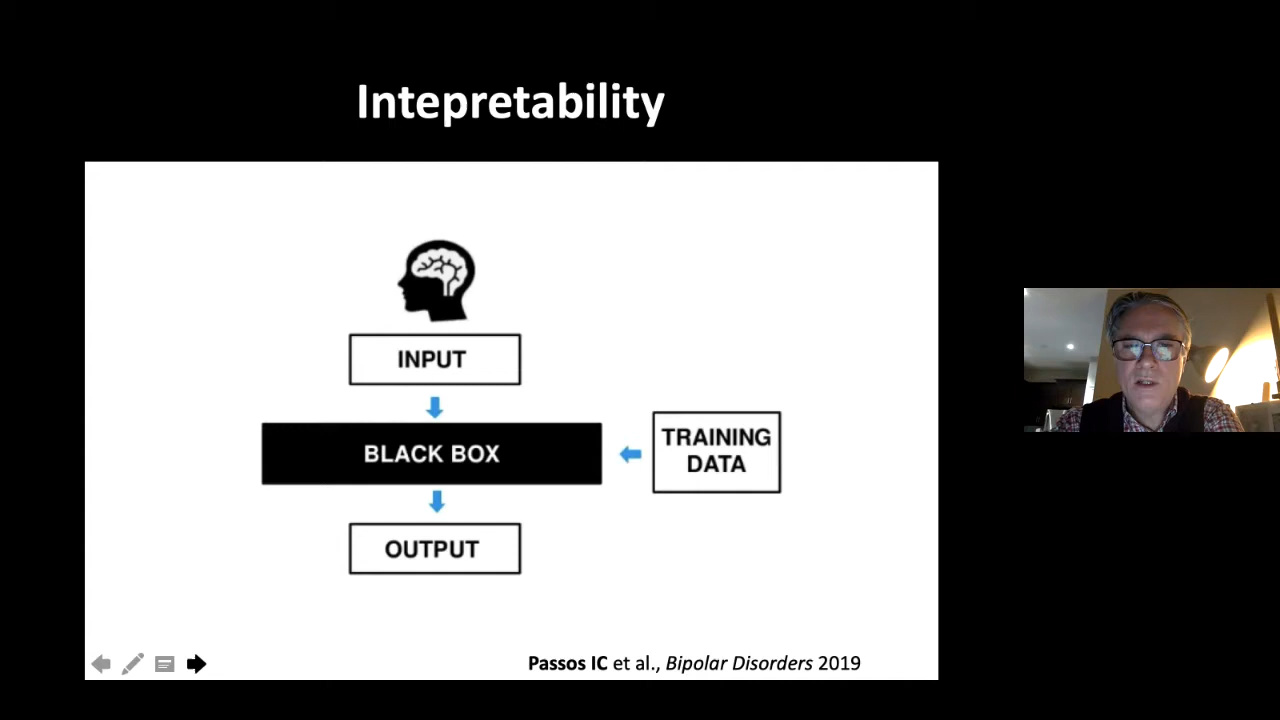 Intepretability
INPUT
BLACK BOX
TRAINING
DATA
OUTPUT
Passos IC et al., Bipolar Disorders 2019